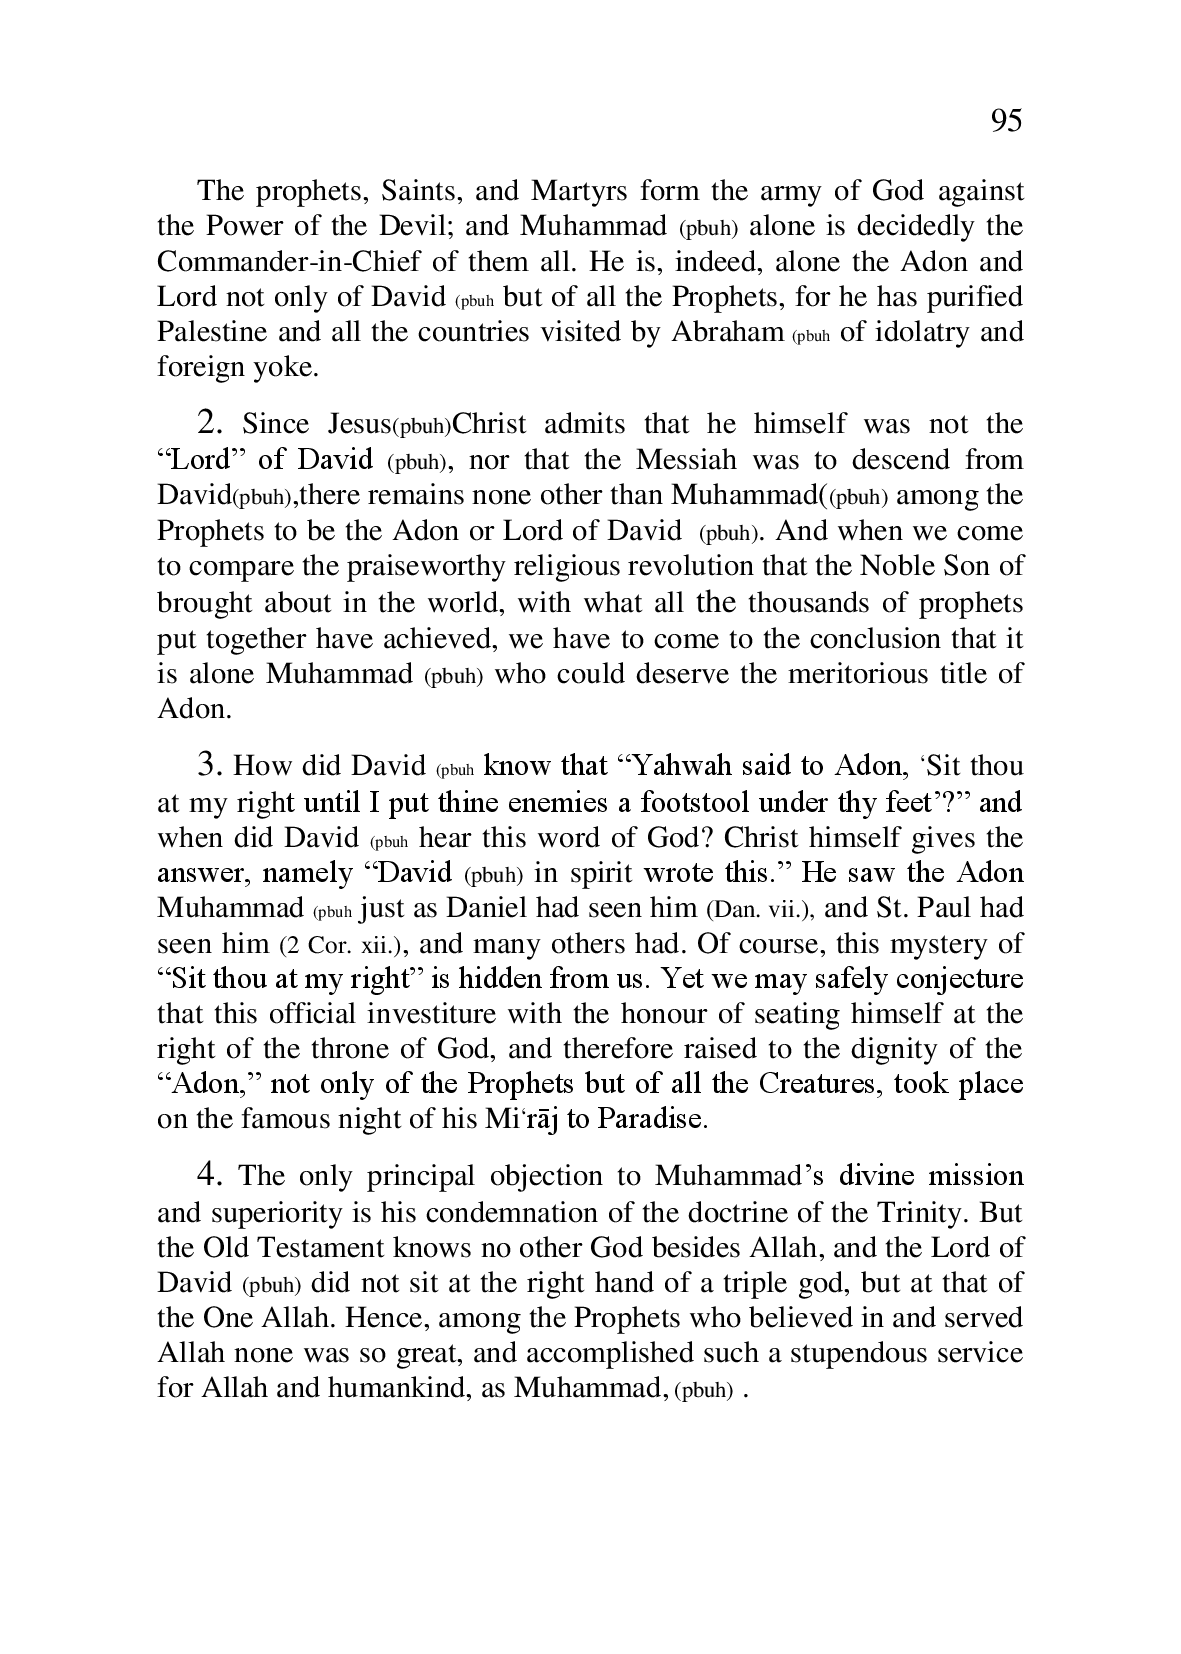 95
The prophets, Saints, and Martyrs form the army of God against
the Power of the Devil; and Muhammad (pbuh) alone is decidedly the
Commander-in-Chief of them all. He is, indeed, alone the Adon and
Lord not only of David (pbuh but of all the Prophets, for he has purified
Palestine and all the countries visited by Abraham (pbuh of idolatry and
foreign yoke.
2. Since Jesus(pbuh)Christ admits that he himself was not the
“Lord” of David (pbuh), nor that the Messiah was to descend from
David(pbuh),there remains none other than Muhammad((pbuh) among the
Prophets to be the Adon or Lord of David (pbuh). And when we come
to compare the praiseworthy religious revolution that the Noble Son of
brought about in the world, with what all the thousands of prophets
put together have achieved, we have to come to the conclusion that it
is alone Muhammad (pbuh) who could deserve the meritorious title of
Adon.
3. How did David (pbuh know that “Yahwah said to Adon, ‘Sit thou
at my right until I put thine enemies a footstool under thy feet’?” and
when did David (pbuh hear this word of God? Christ himself gives the
answer, namely “David (pbuh) in spirit wrote this.” He saw the Adon
Muhammad (pbuh just as Daniel had seen him (Dan. vii.), and St. Paul had
seen him (2 Cor. xii.), and many others had. Of course, this mystery of
“Sit thou at my right” is hidden from us. Yet we may safely conjecture
that this official investiture with the honour of seating himself at the
right of the throne of God, and therefore raised to the dignity of the
“Adon,” not only of the Prophets but of all the Creatures, took place
on the famous night of his Mi‘rāj to Paradise.
4. The only principal objection to Muhammad’s divine mission
and superiority is his condemnation of the doctrine of the Trinity. But
the Old Testament knows no other God besides Allah, and the Lord of
David (pbuh) did not sit at the right hand of a triple god, but at that of
the One Allah. Hence, among the Prophets who believed in and served
Allah none was so great, and accomplished such a stupendous service
for Allah and humankind, as Muhammad, (pbuh) .